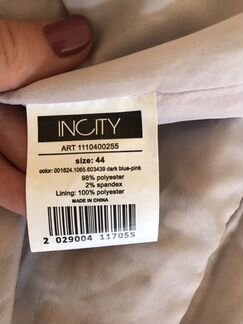 INCITY
ART 1110400255
size: 44
color: 001624.1065.603439 dark blue-pink
98% polyester
2% spandex
Lining: 100% polyester
MADE IN CHINA
2 029004 117055